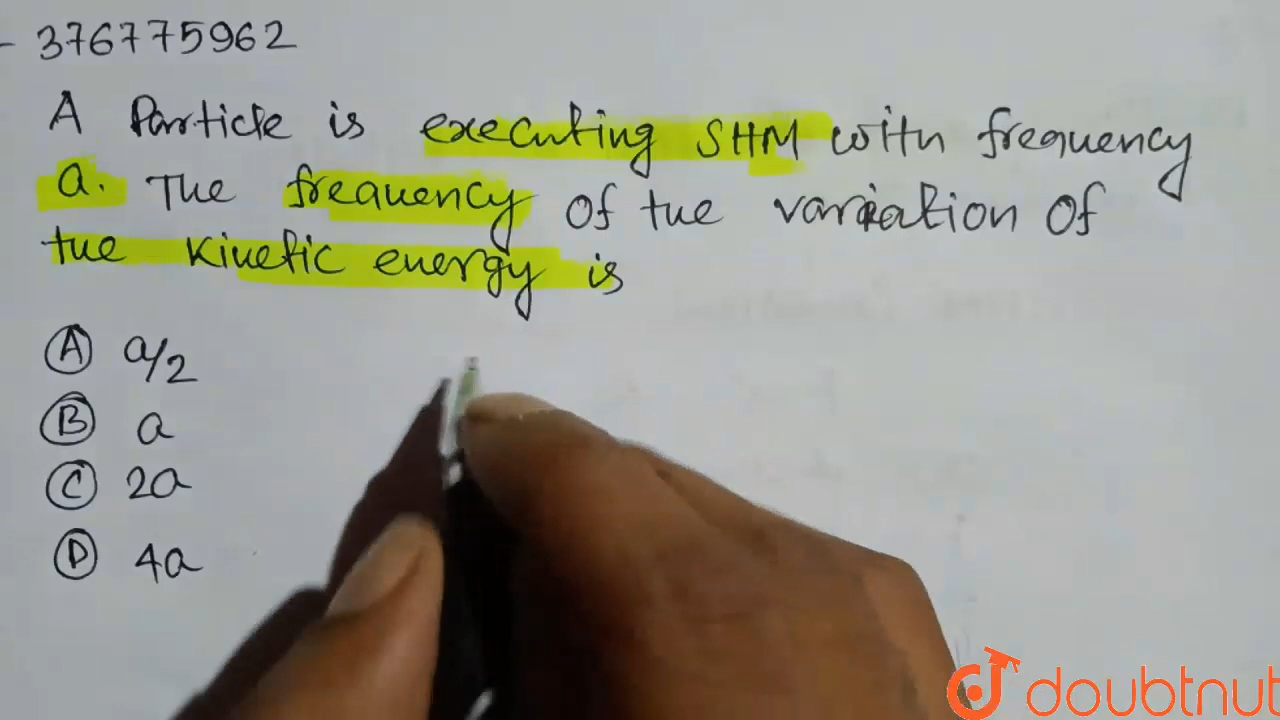 - 376775962
A Particle is executing SHM with frequency
a. The frequency of the variation of
the kinetic energy is
Ⓐ a/2
Ⓑ a
Ⓒ 2a
Ⓓ 4a
doubtnut